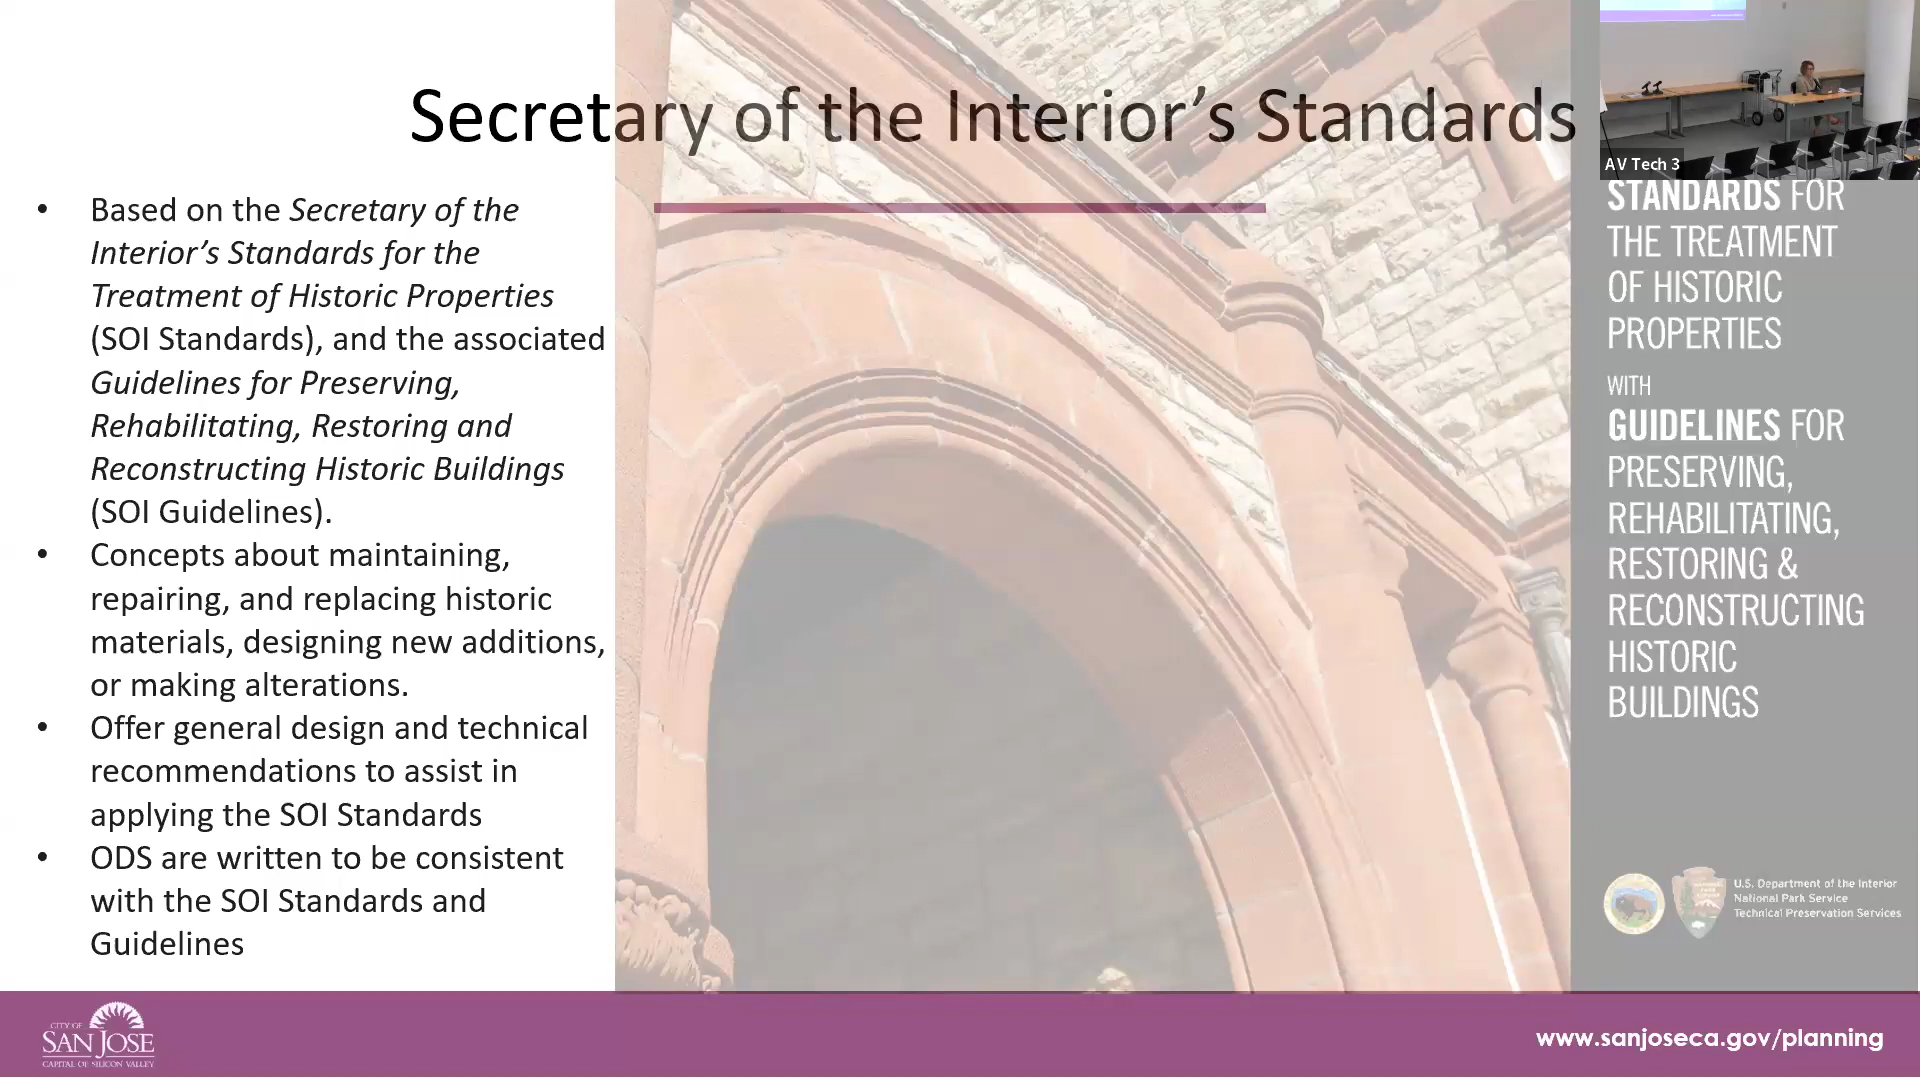 Secretary of the Interior’s Standards
• Based on the Secretary of the
Interior’s Standards for the
Treatment of Historic Properties
(SOI Standards), and the associated
Guidelines for Preserving,
Rehabilitating, Restoring and
Reconstructing Historic Buildings
(SOI Guidelines).
• Concepts about maintaining,
repairing, and replacing historic
materials, designing new additions,
or making alterations.
• Offer general design and technical
recommendations to assist in
applying the SOI Standards
• ODS are written to be consistent
with the SOI Standards and
Guidelines
AV Tech 3
STANDARDS FOR
THE TREATMENT
OF HISTORIC
PROPERTIES
WITH
GUIDELINES FOR
PRESERVING,
REHABILITATING,
RESTORING &
RECONSTRUCTING
HISTORIC
BUILDINGS
U.S. Department of the Interior
National Park Service
Technical Preservation Services
CITY OF
SAN JOSE
CAPITAL OF SILICON VALLEY
www.sanjoseca.gov/planning